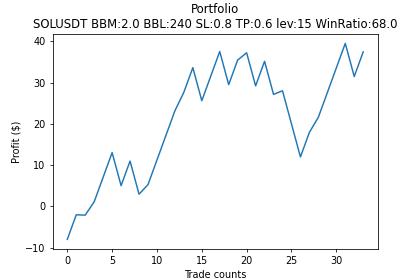 Portfolio
SOLUSDT BBM:2.0 BBL:240 SL:0.8 TP:0.6 lev:15 WinRatio:68.0
40
30
20
10
0
−10
Profit ($)
0 5 10 15 20 25 30
Trade counts